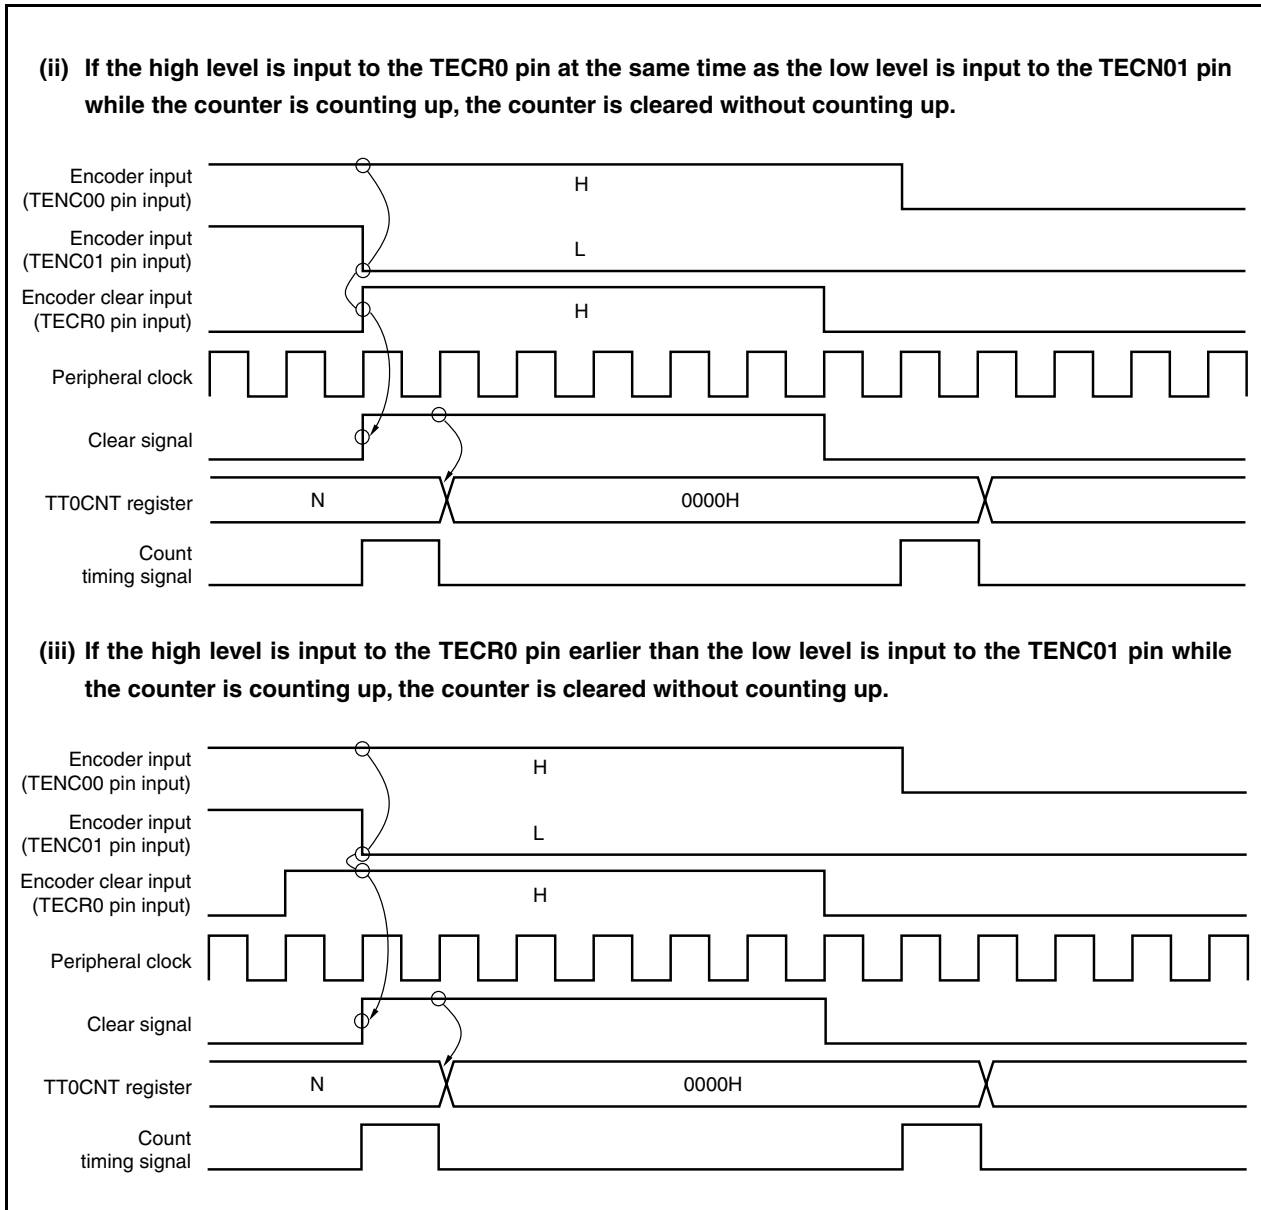 (ii) If the high level is input to the TECR0 pin at the same time as the low level is input to the TECN01 pin
while the counter is counting up, the counter is cleared without counting up.
Encoder input
(TENC00 pin input)
H
Encoder input
(TENC01 pin input)
L
Encoder clear input
(TECR0 pin input)
H
Peripheral clock
Clear signal
TT0CNT register
N
0000H
Count
timing signal
(iii) If the high level is input to the TECR0 pin earlier than the low level is input to the TENC01 pin while
the counter is counting up, the counter is cleared without counting up.
Encoder input
(TENC00 pin input)
H
Encoder input
(TENC01 pin input)
L
Encoder clear input
(TECR0 pin input)
H
Peripheral clock
Clear signal
TT0CNT register
N
0000H
Count
timing signal